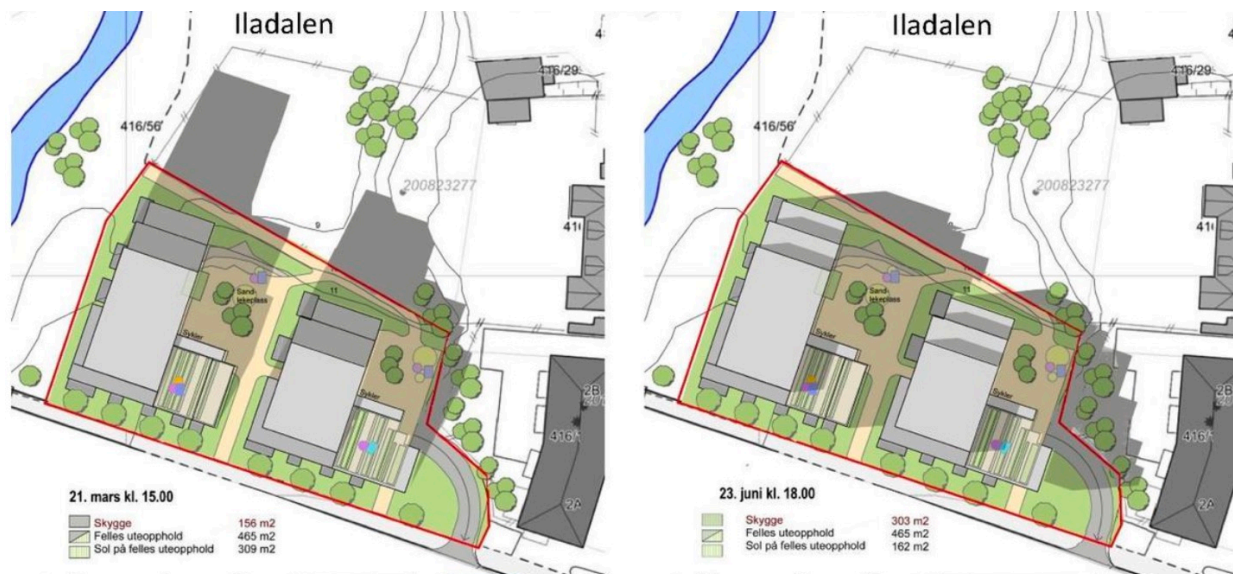 Iladalen
416/29
416/56
200823277
9
11
Sand-
lekeplass
Sykler
Sykler
2B
416/1
2A
21. mars kl. 15.00
Skygge 156 m2
Felles uteopphold 465 m2
Sol på felles uteopphold 309 m2
Iladalen
416/29
416/56
200823277
11
Sand-
lekeplass
Sykler
Sykler
2B
416/1
2A
23. juni kl. 18.00
Skygge 303 m2
Felles uteopphold 465 m2
Sol på felles uteopphold 162 m2